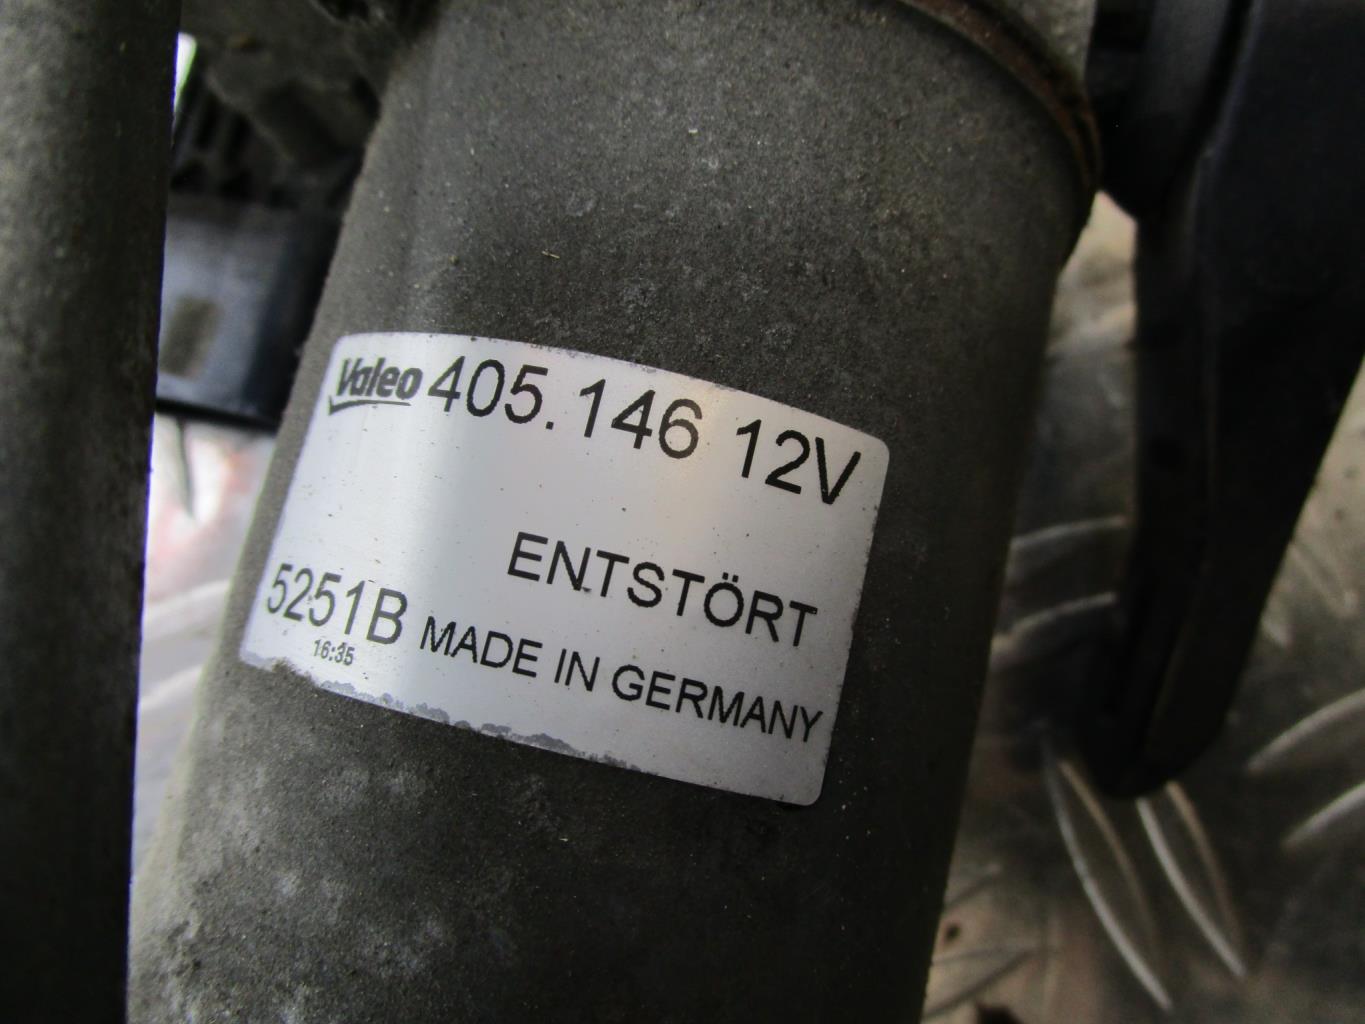 Valeo 405.146 12V
ENTSTÖRT
5251B MADE IN GERMANY
16:35